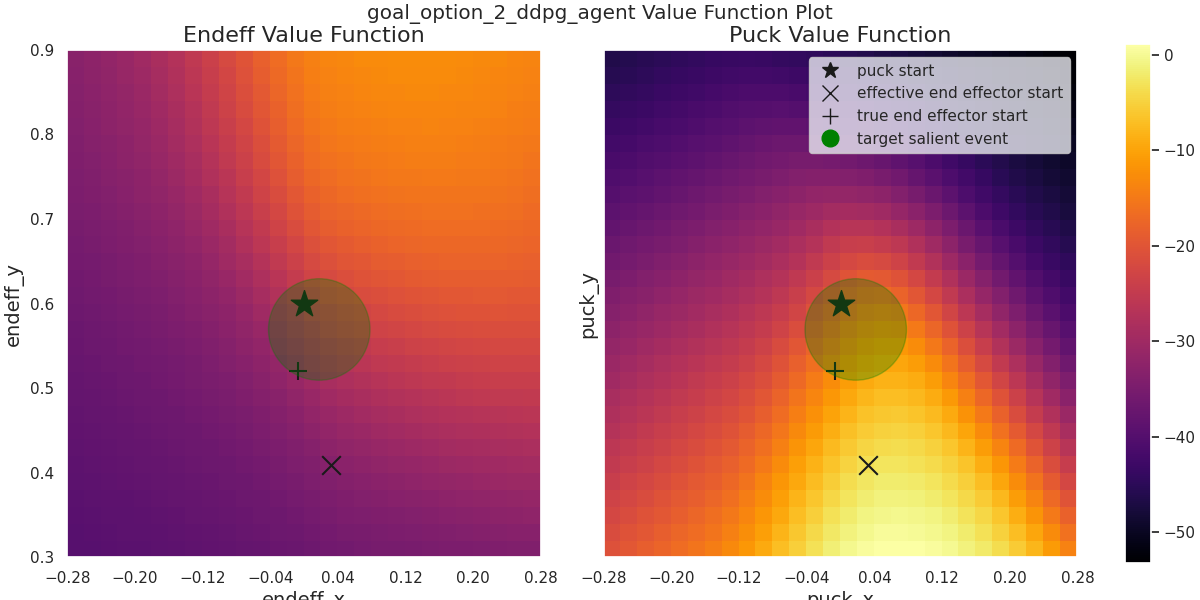 goal_option_2_ddpg_agent Value Function Plot
Endeff Value Function
Puck Value Function
0.9
0.8
0.7
0.6
0.5
0.4
0.3
endeff_y
−0.28 −0.20 −0.12 −0.04 0.04 0.12 0.20 0.28
endeff_x
puck_y
puck start
effective end effector start
true end effector start
target salient event
−0.28 −0.20 −0.12 −0.04 0.04 0.12 0.20 0.28
puck_x
0
−10
−20
−30
−40
−50